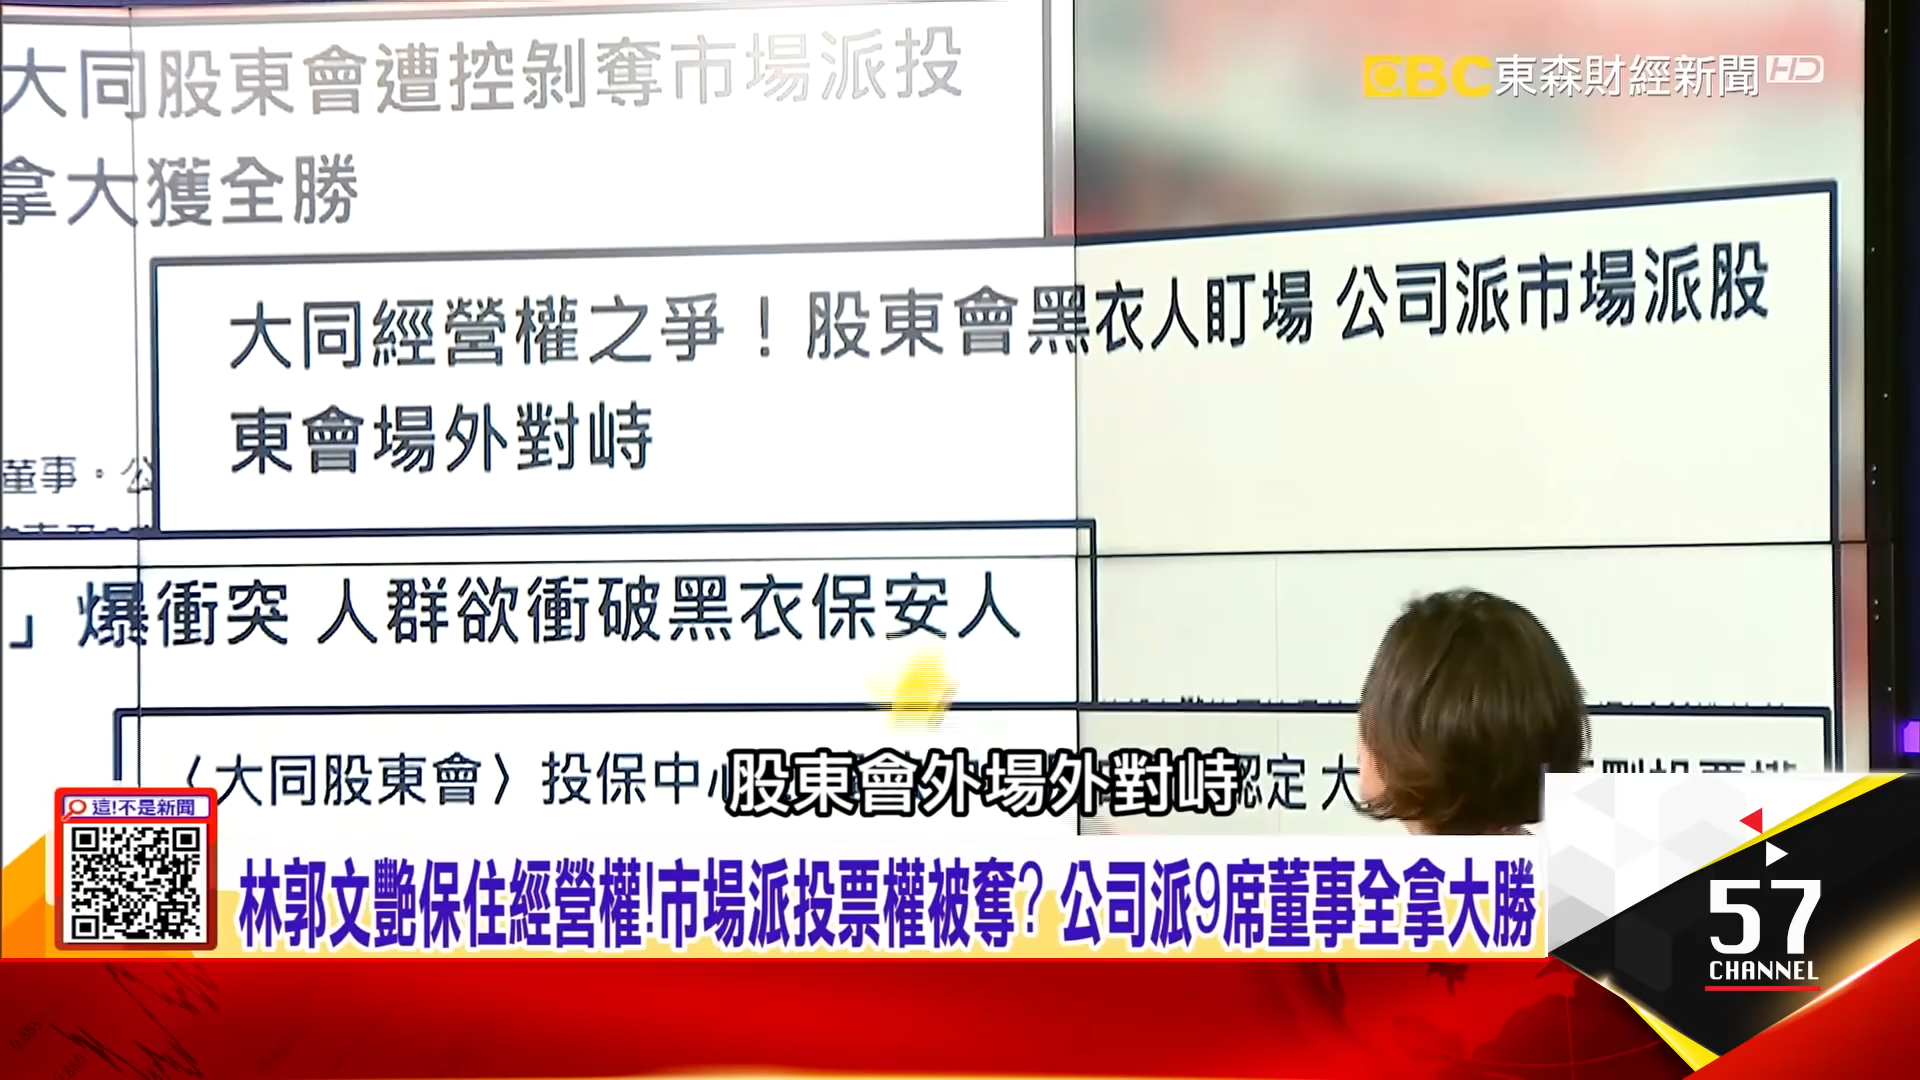 大同股東會遭控剝奪市場派投
拿大獲全勝
EBC東森財經新聞HD
大同經營權之爭！股東會黑衣人盯場 公司派市場派股
東會場外對峙
董事・公
」爆衝突 人群欲衝破黑衣保安人
〈大同股東會〉投保中心
認定 大
股東會外場外對峙
這!不是新聞
林郭文艷保住經營權!市場派投票權被奪? 公司派9席董事全拿大勝
57
CHANNEL